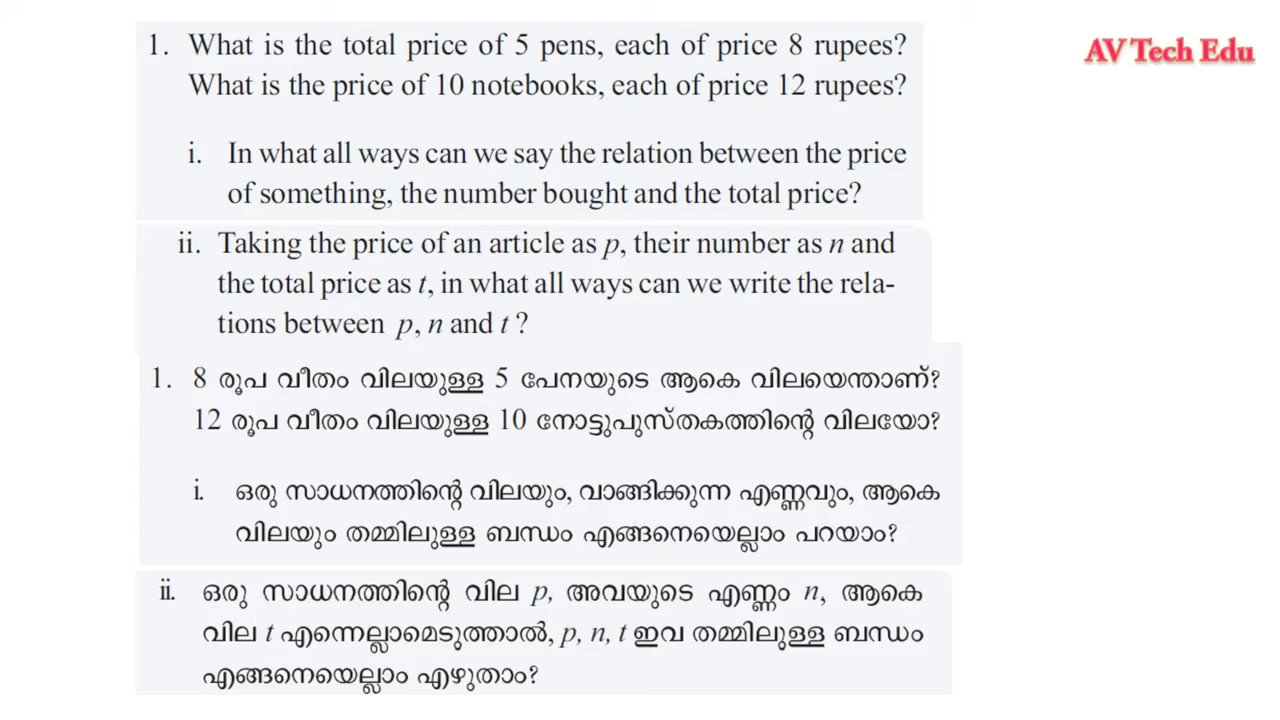 AV Tech Edu
1. What is the total price of 5 pens, each of price 8 rupees?
What is the price of 10 notebooks, each of price 12 rupees?
i. In what all ways can we say the relation between the price
of something, the number bought and the total price?
ii. Taking the price of an article as p, their number as n and
the total price as t, in what all ways can we write the rela-
tions between p, n and t ?
1. 8 രൂപ വീതം വിലയുള്ള 5 പേനയുടെ ആകെ വിലയെന്താണ്?
12 രൂപ വീതം വിലയുള്ള 10 നോട്ടുപുസ്തകത്തിന്റെ വിലയോ?
i. ഒരു സാധനത്തിന്റെ വിലയും, വാങ്ങിക്കുന്ന എണ്ണവും, ആകെ
വിലയും തമ്മിലുള്ള ബന്ധം എങ്ങനെയെല്ലാം പറയാം?
ii. ഒരു സാധനത്തിന്റെ വില p, അവയുടെ എണ്ണം n, ആകെ
വില t എന്നെല്ലാമെടുത്താൽ, p, n, t ഇവ തമ്മിലുള്ള ബന്ധം
എങ്ങനെയെല്ലാം എഴുതാം?